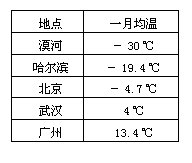 地点 一月均温
漠河 － 30℃
哈尔滨 － 19.4℃
北京 － 4.7℃
武汉 4℃
广州 13.4℃